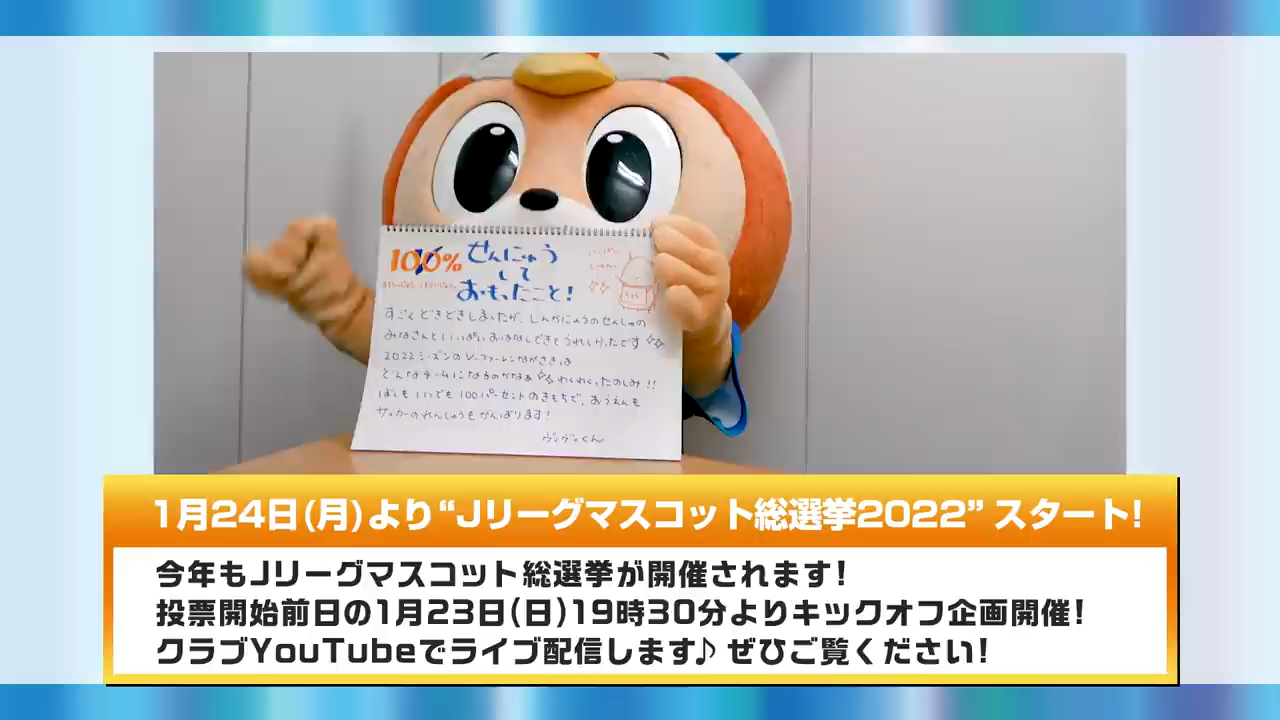 100% せんにゅう
して
おもったこと!
すごくどきどきしましたが、しんかにゅうのせんしゅの
みなさんといっぱいおはなしできてうれしかったです
2022シーズンのV・ファーレンながさきは
どんなチームになるのかなぁ わくわく、たのしみ!!
ぼくもいつでも100パーセントのきもちで、おうえんも
サッカーのれんしゅうもがんばります!
ヴィヴィくん
1月24日(月)より“Jリーグマスコット総選挙2022” スタート!
今年もJリーグマスコット総選挙が開催されます!
投票開始前日の1月23日(日)19時30分よりキックオフ企画開催!
クラブYouTubeでライブ配信します♪ ぜひご覧ください!